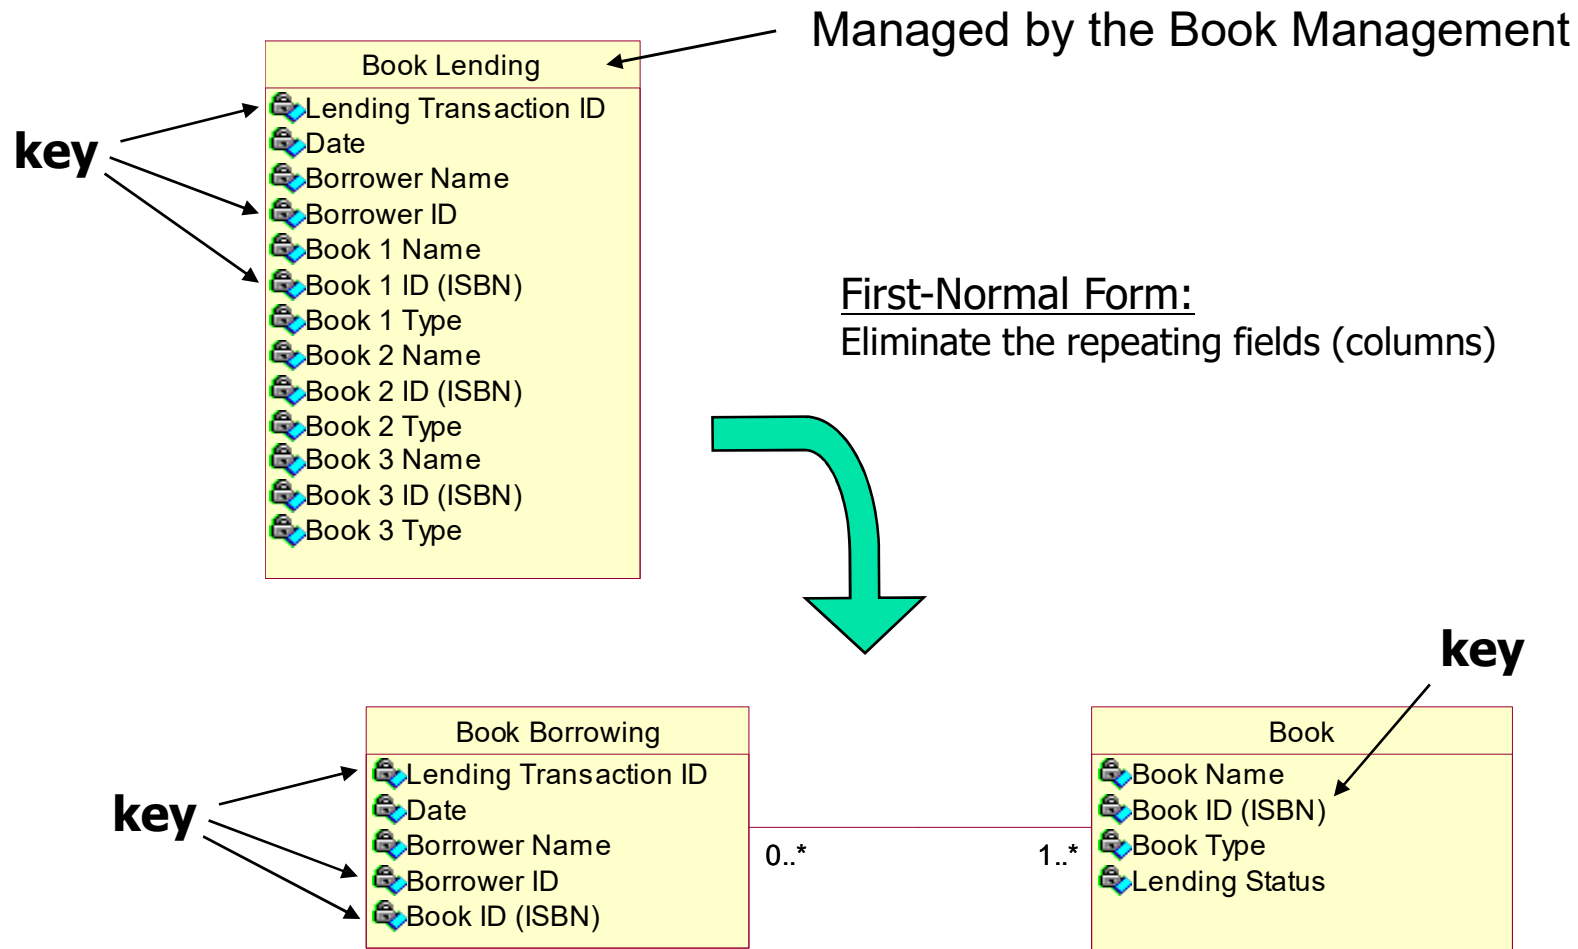 Managed by the Book Management
Book Lending
key
Lending Transaction ID
Date
Borrower Name
Borrower ID
Book 1 Name
Book 1 ID (ISBN)
Book 1 Type
Book 2 Name
Book 2 ID (ISBN)
Book 2 Type
Book 3 Name
Book 3 ID (ISBN)
Book 3 Type
First-Normal Form:
Eliminate the repeating fields (columns)
key
Book Borrowing
key
Lending Transaction ID
Date
Borrower Name
Borrower ID
Book ID (ISBN)
0..*
1..*
Book
Book Name
Book ID (ISBN)
Book Type
Lending Status